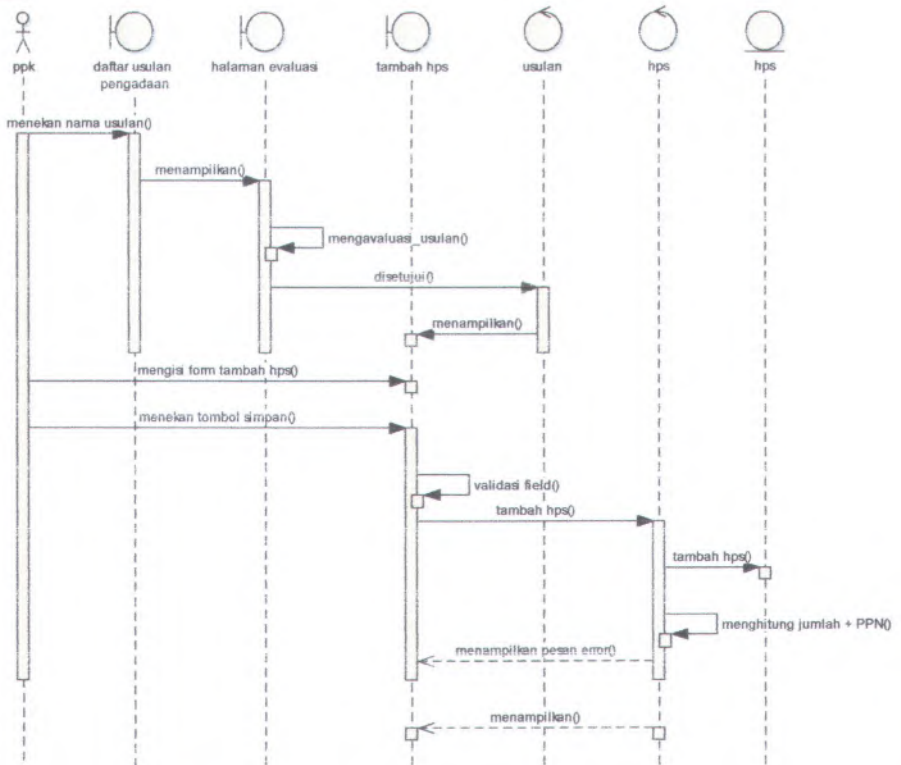 ppk
daftar usulan
pengadaan
halaman evaluasi
tambah hps
usulan
hps
hps
menekan nama usulan()
menampilkan()
mengavaluasi_usulan()
disetujui()
menampilkan()
mengisi form tambah hps()
menekan tombol simpan()
validasi field()
tambah hps()
tambah hps()
menghitung jumlah + PPN()
menampilkan pesan error()
menampilkan()